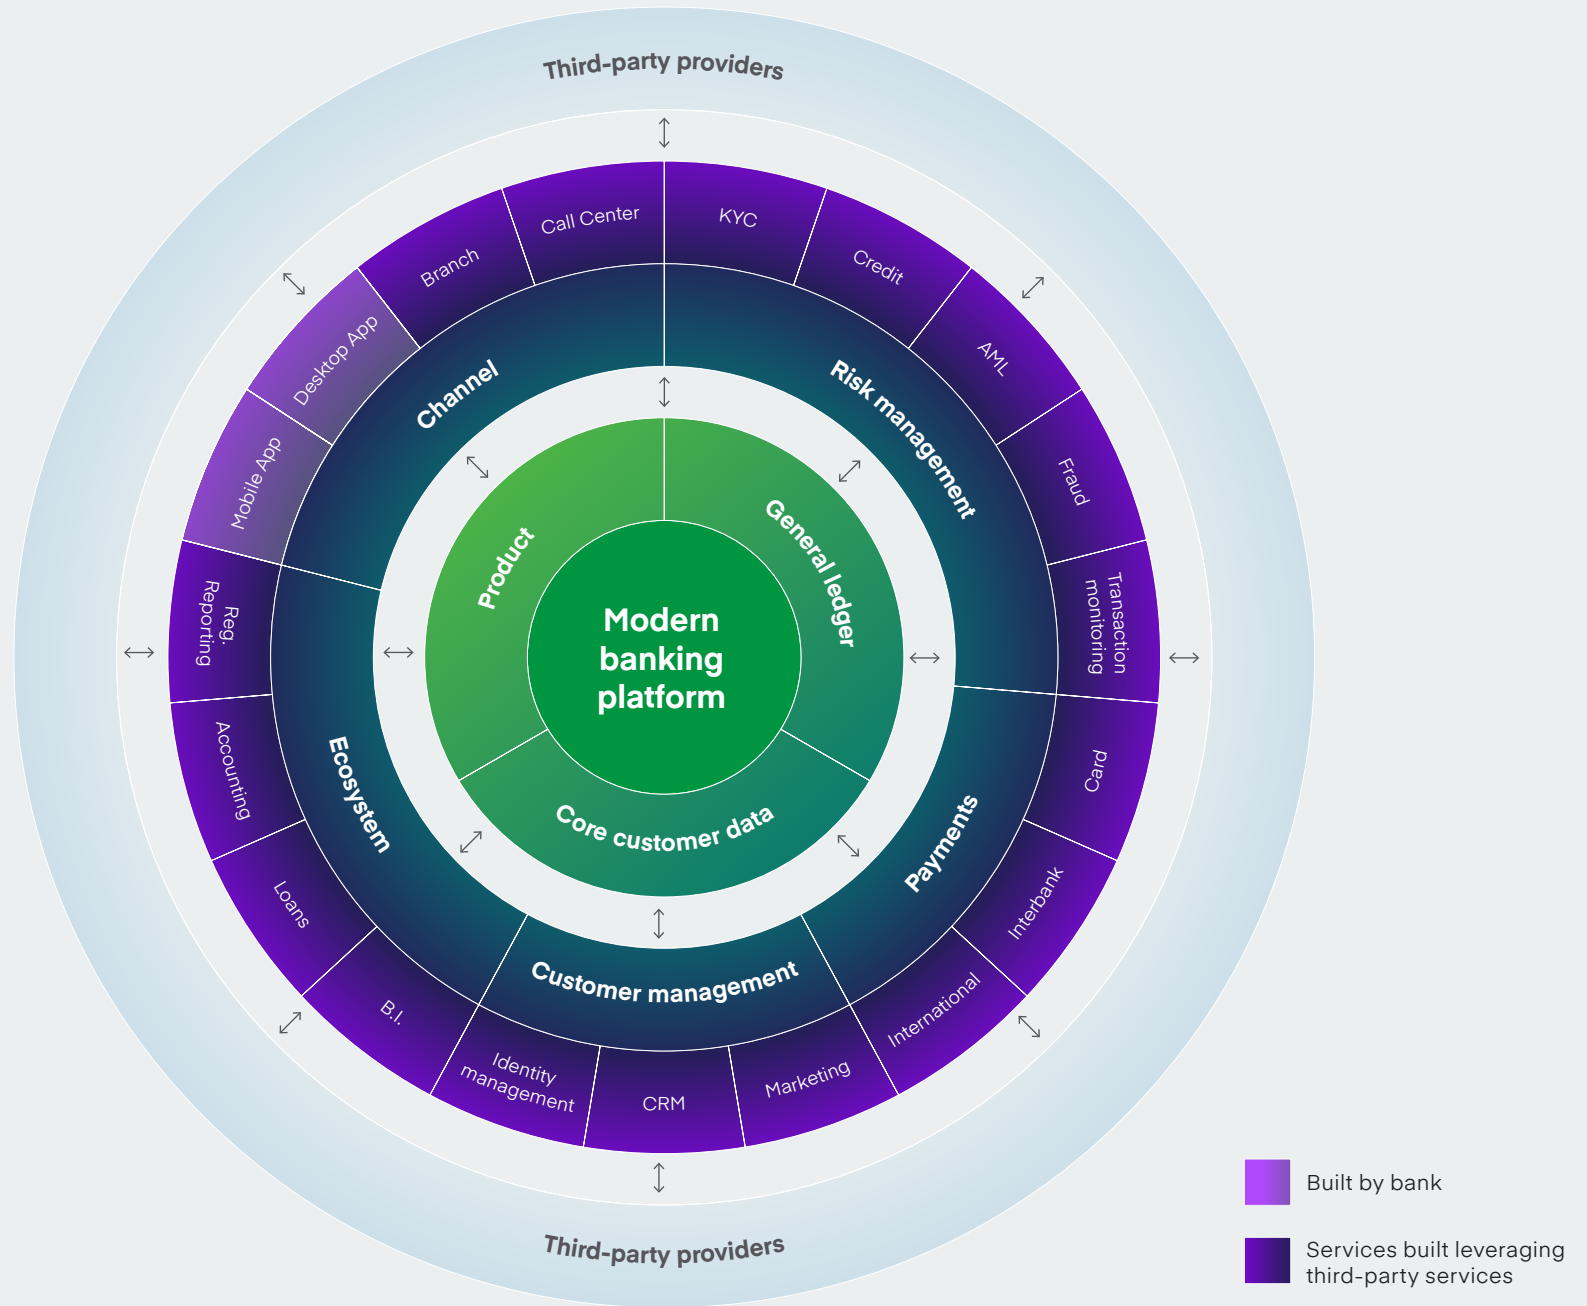 Third-party providers
Call Center
KYC
Branch
Credit
Desktop App
AML
Mobile App
Fraud
Channel
Risk management
Reg.
Reporting
Transaction
monitoring
Product
General ledger
Modern
banking
platform
Accounting
Card
Ecosystem
Payments
Core customer data
Loans
Interbank
B.I.
International
Customer management
Identity
management
CRM
Marketing
Third-party providers
Built by bank
Services built leveraging
third-party services